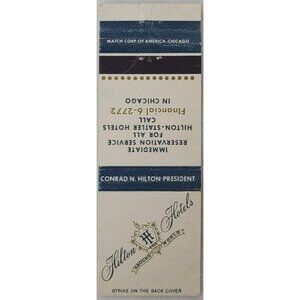 MATCH CORP. OF AMERICA-CHICAGO
IMMEDIATE
RESERVATION SERVICE
FOR ALL
HILTON-STATLER HOTELS
CALL
Financial 6-2772
IN CHICAGO
CONRAD N. HILTON·PRESIDENT
Hilton Hotels
H
AROUND THE WORLD
STRIKE ON THE BACK COVER